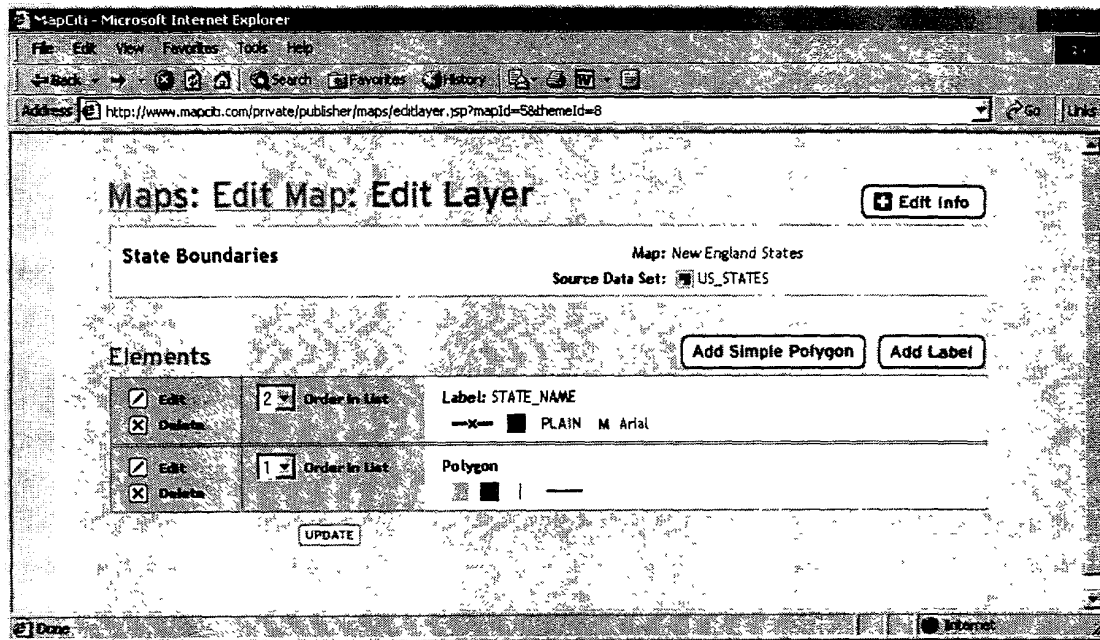 MapCiti - Microsoft Internet Explorer
File Edit View Favorites Tools Help
Back Search Favorites History
Address http://www.mapciti.com/private/publisher/maps/editlayer.jsp?mapId=5&themeId=8 Go Links
Maps: Edit Map: Edit Layer
Edit Info
State Boundaries
Map: New England States
Source Data Set: US_STATES
Elements
Add Simple Polygon Add Label
Edit 2 Order in List Label: STATE_NAME
Delete PLAIN M Arial
Edit 1 Order in List Polygon
Delete
UPDATE
Done Internet